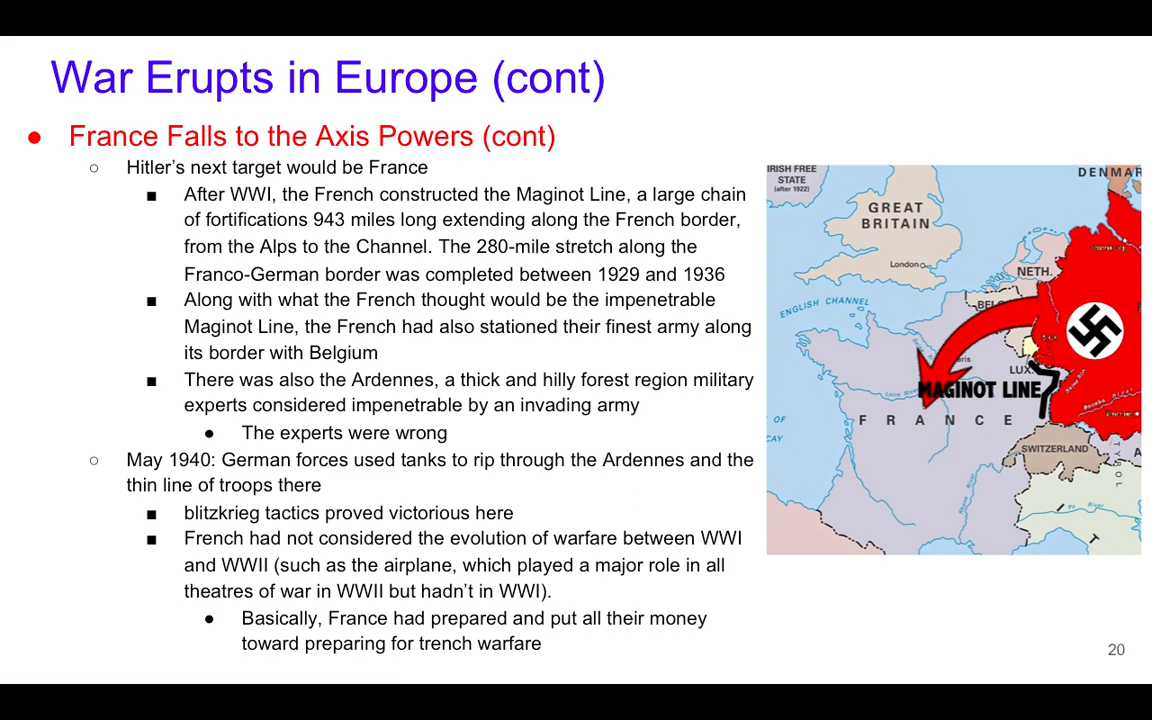 War Erupts in Europe (cont)
● France Falls to the Axis Powers (cont)
○ Hitler’s next target would be France
■ After WWI, the French constructed the Maginot Line, a large chain
of fortifications 943 miles long extending along the French border,
from the Alps to the Channel. The 280-mile stretch along the
Franco-German border was completed between 1929 and 1936
■ Along with what the French thought would be the impenetrable
Maginot Line, the French had also stationed their finest army along
its border with Belgium
■ There was also the Ardennes, a thick and hilly forest region military
experts considered impenetrable by an invading army
● The experts were wrong
○ May 1940: German forces used tanks to rip through the Ardennes and the
thin line of troops there
■ blitzkrieg tactics proved victorious here
■ French had not considered the evolution of warfare between WWI
and WWII (such as the airplane, which played a major role in all
theatres of war in WWII but hadn’t in WWI).
● Basically, France had prepared and put all their money
toward preparing for trench warfare
IRISH FREE
STATE
(after 1922)
DENMAR
GREAT
BRITAIN
London
NETH.
ENGLISH CHANNEL
BEL
LUX.
MAGINOT LINE
OF
CAY
FRANCE
SWITZERLAND
A
TYROL
20